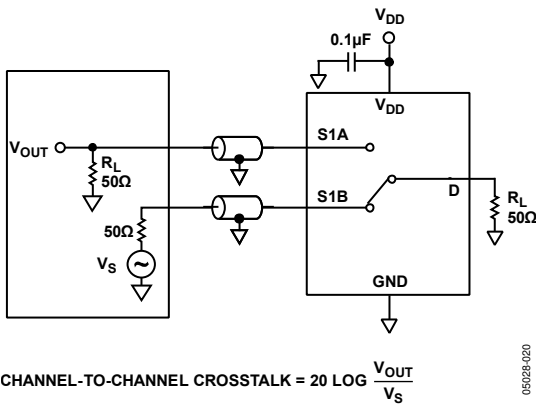 VDD
0.1µF
VDD
VOUT
S1A
RL
50Ω
S1B
D
RL
50Ω
50Ω
VS
GND
CHANNEL-TO-CHANNEL CROSSTALK = 20 LOG VOUT
VS
05028-020